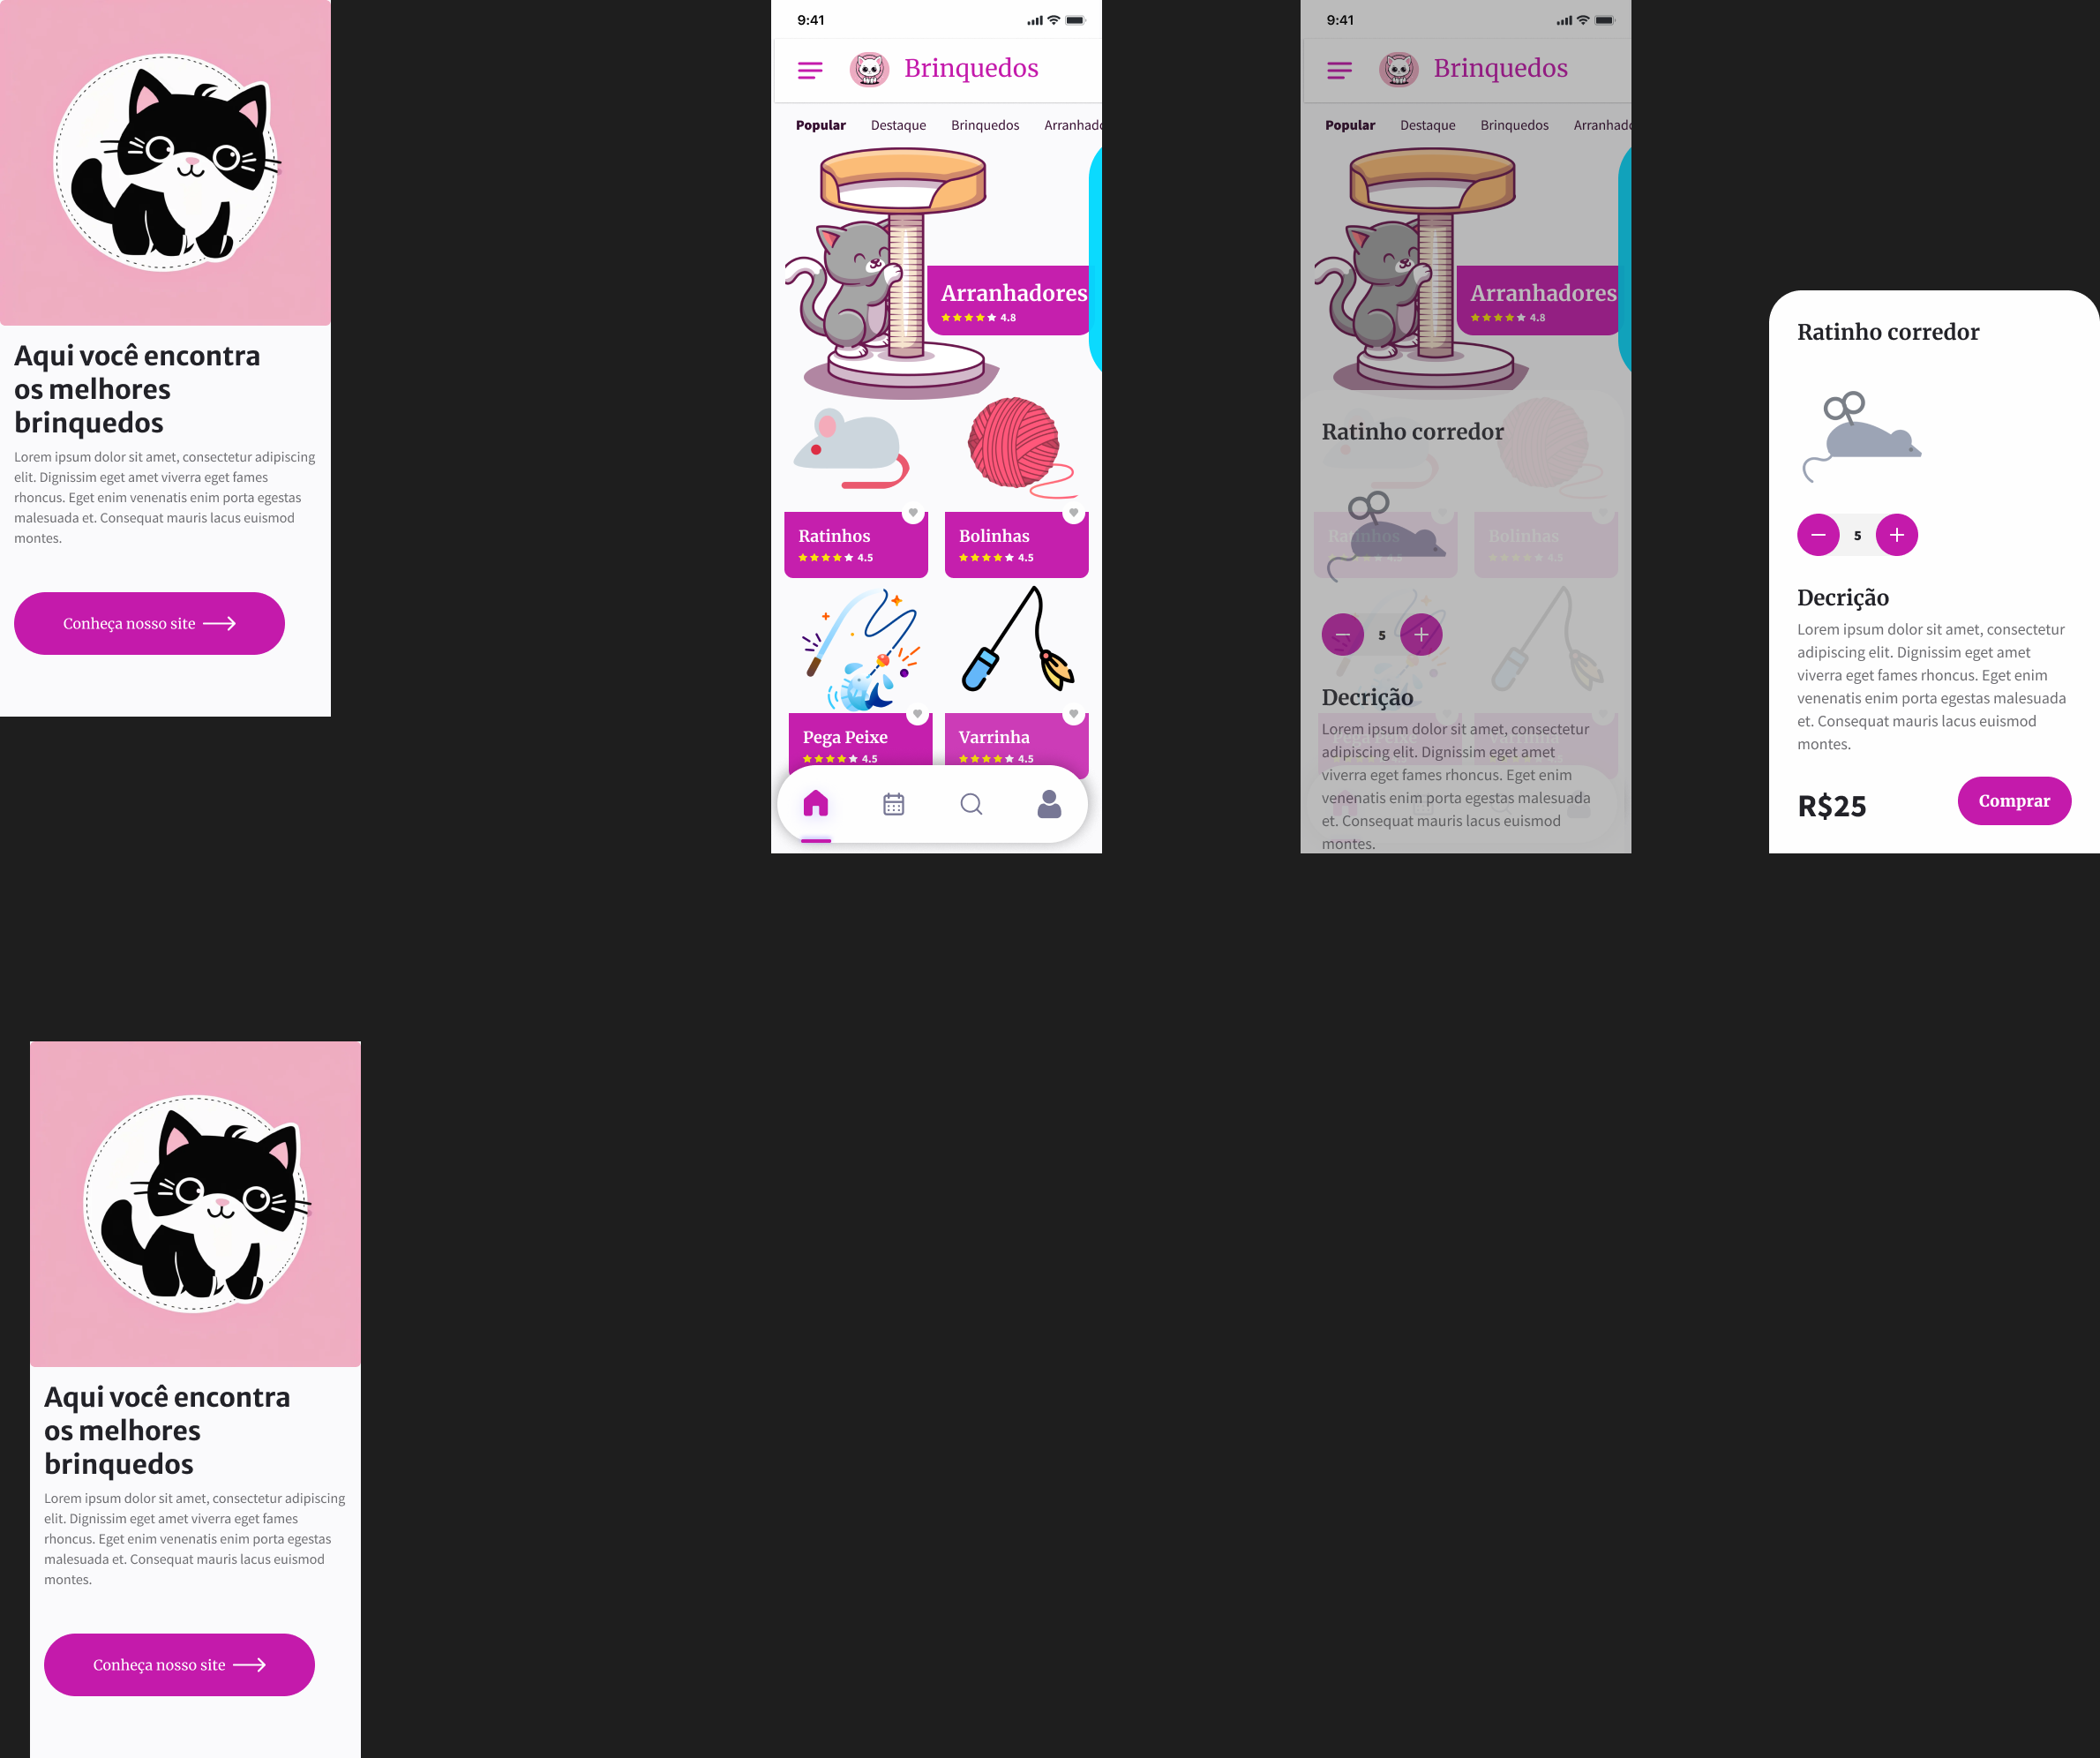 Aqui você encontra
os melhores
brinquedos
Lorem ipsum dolor sit amet, consectetur adipiscing
elit. Dignissim eget amet viverra eget fames
rhoncus. Eget enim venenatis enim porta egestas
malesuada et. Consequat mauris lacus euismod
montes.
Conheça nosso site
9:41
Brinquedos
Popular Destaque Brinquedos Arranhado
Arranhadores
4.8
Ratinhos
4.5
Bolinhas
4.5
Pega Peixe
4.5
Varrinha
4.5
9:41
Brinquedos
Popular Destaque Brinquedos Arranhado
Arranhadores
4.8
Ratinho corredor
Ratinhos
Bolinhas
4.5
5
Decrição
Lorem ipsum dolor sit amet, consectetur
adipiscing elit. Dignissim eget amet
viverra eget fames rhoncus. Eget enim
venenatis enim porta egestas malesuada
et. Consequat mauris lacus euismod
montes.
Ratinho corredor
5
Decrição
Lorem ipsum dolor sit amet, consectetur
adipiscing elit. Dignissim eget amet
viverra eget fames rhoncus. Eget enim
venenatis enim porta egestas malesuada
et. Consequat mauris lacus euismod
montes.
R$25
Comprar
Aqui você encontra
os melhores
brinquedos
Lorem ipsum dolor sit amet, consectetur adipiscing
elit. Dignissim eget amet viverra eget fames
rhoncus. Eget enim venenatis enim porta egestas
malesuada et. Consequat mauris lacus euismod
montes.
Conheça nosso site